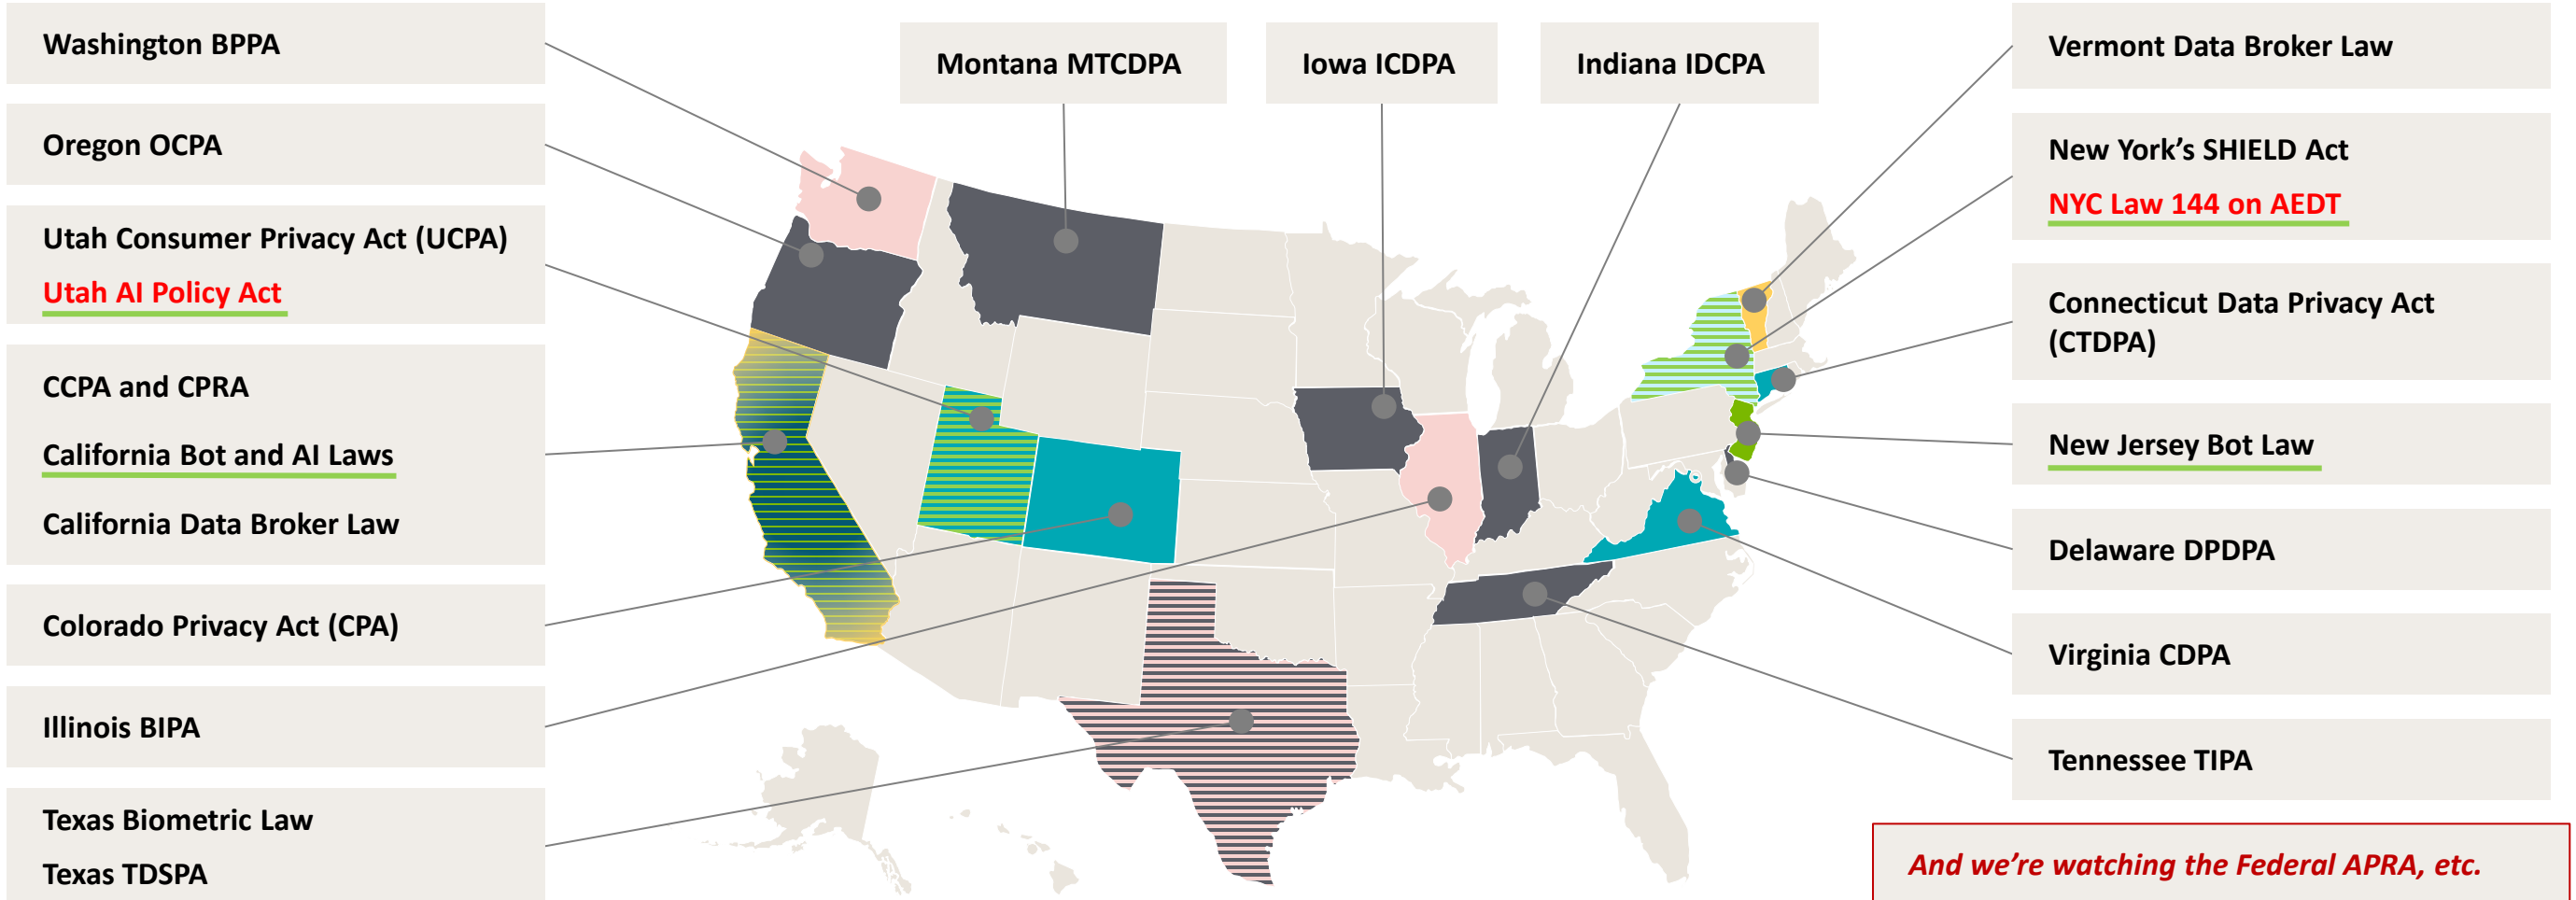 Washington BPPA
Oregon OCPA
Utah Consumer Privacy Act (UCPA)
Utah AI Policy Act
CCPA and CPRA
California Bot and AI Laws
California Data Broker Law
Colorado Privacy Act (CPA)
Illinois BIPA
Texas Biometric Law
Texas TDSPA
Montana MTCDPA
Iowa ICDPA
Indiana IDCPA
Vermont Data Broker Law
New York’s SHIELD Act
NYC Law 144 on AEDT
Connecticut Data Privacy Act
(CTDPA)
New Jersey Bot Law
Delaware DPDPA
Virginia CDPA
Tennessee TIPA
And we’re watching the Federal APRA, etc.